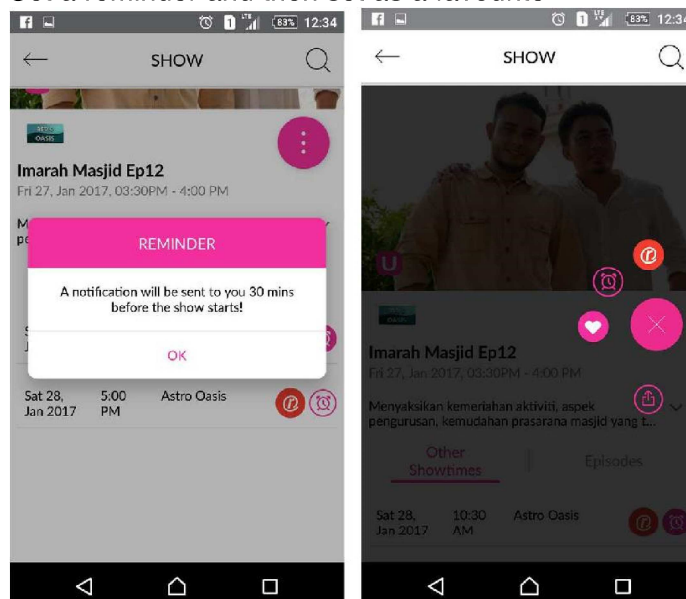 Set a reminder and then set as a favourite
83% 12:34
SHOW
Imarah Masjid Ep12
Fri 27, Jan 2017, 03:30PM - 4:00 PM
REMINDER
A notification will be sent to you 30 mins
before the show starts!
OK
Sat 28, 5:00 Astro Oasis
Jan 2017 PM
83% 12:34
SHOW
Imarah Masjid Ep12
Fri 27, Jan 2017, 03:30PM - 4:00 PM
Menyaksikan kemeriahan aktiviti, aspek
pengurusan, kemudahan prasarana masjid yang t...
Other Episodes
Showtimes
Sat 28, 10:30 Astro Oasis
Jan 2017 AM